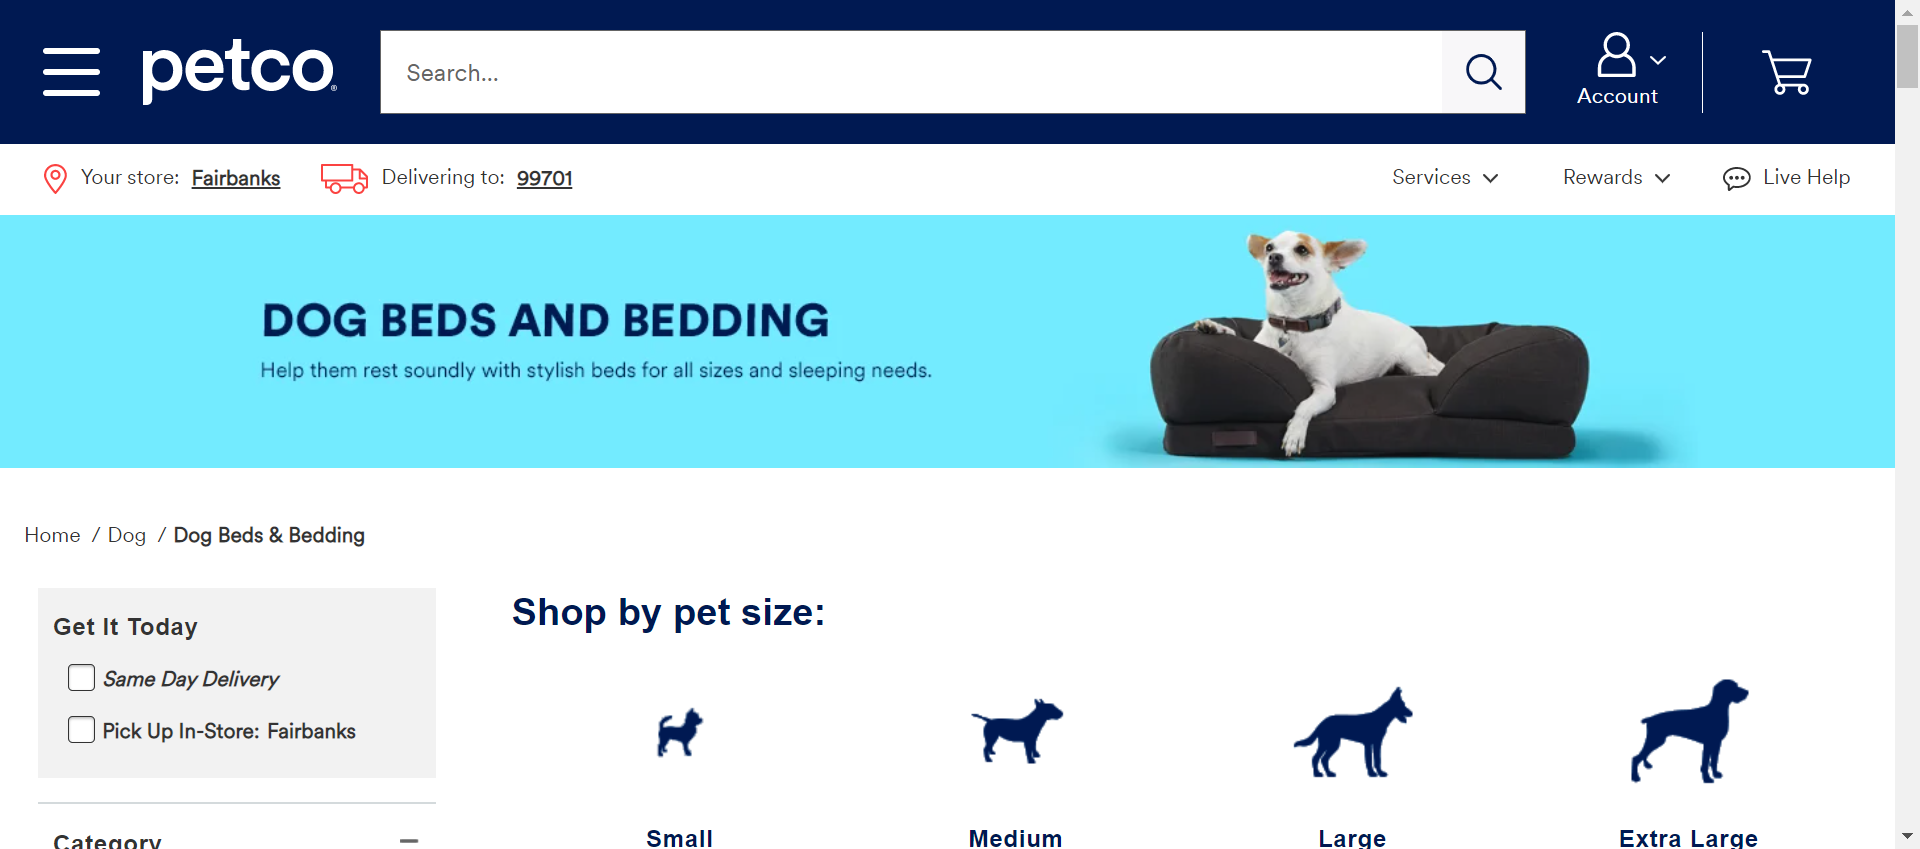 petco
Search...
Account
Your store: Fairbanks
Delivering to: 99701
Services
Rewards
Live Help
DOG BEDS AND BEDDING
Help them rest soundly with stylish beds for all sizes and sleeping needs.
Home / Dog / Dog Beds & Bedding
Get It Today
Same Day Delivery
Pick Up In-Store: Fairbanks
Category
Shop by pet size:
Small
Medium
Large
Extra Large